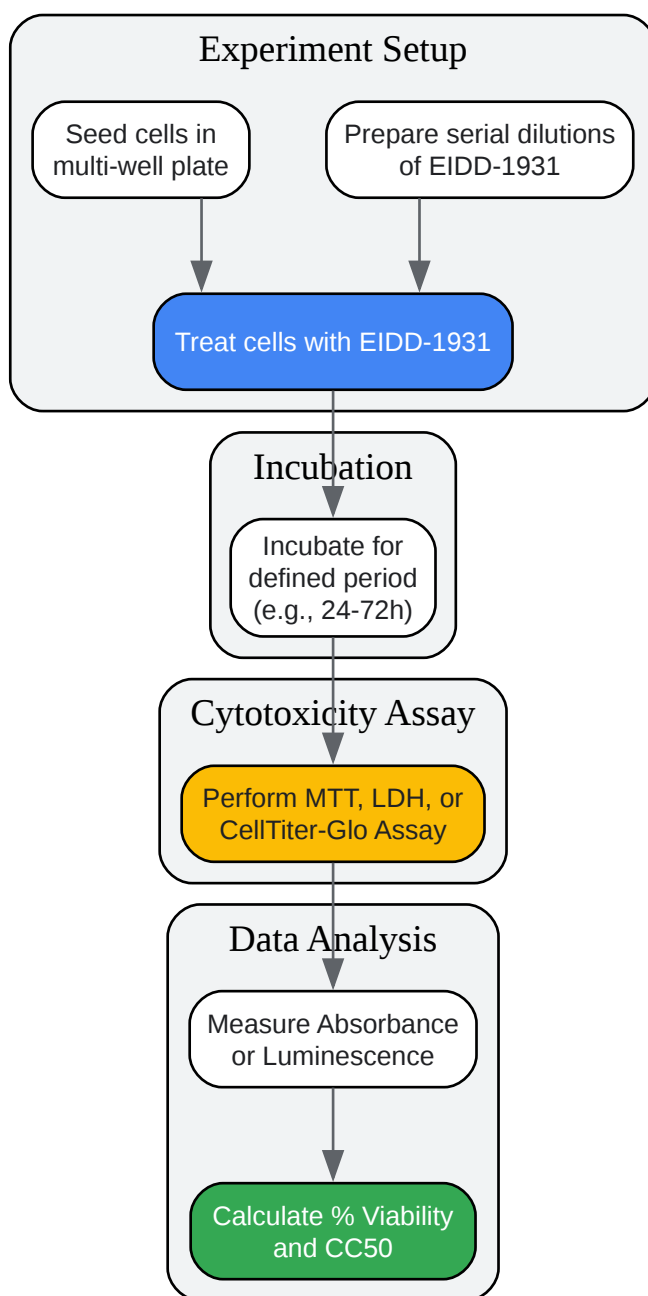 Experiment Setup
Seed cells in
multi-well plate
Prepare serial dilutions
of EIDD-1931
Treat cells with EIDD-1931
Incubation
Incubate for
defined period
(e.g., 24-72h)
Cytotoxicity Assay
Perform MTT, LDH, or
CellTiter-Glo Assay
Data Analysis
Measure Absorbance
or Luminescence
Calculate % Viability
and CC50